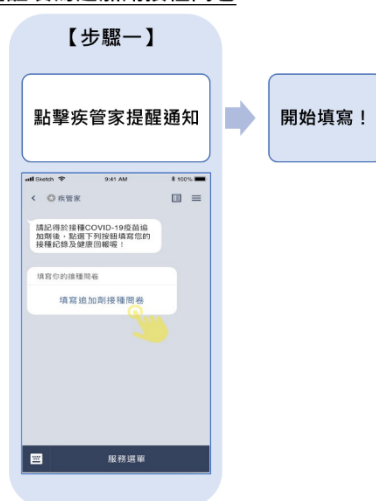 【步驟一】
點擊疾管家提醒通知
開始填寫！
Sketch
9:41 AM
100%
疾管家
請記得於接種COVID-19疫苗追
加劑後，點選下列按鈕填寫您的
接種紀錄及健康回報喔！
填寫你的接種問卷
填寫追加劑接種問卷
服務選單